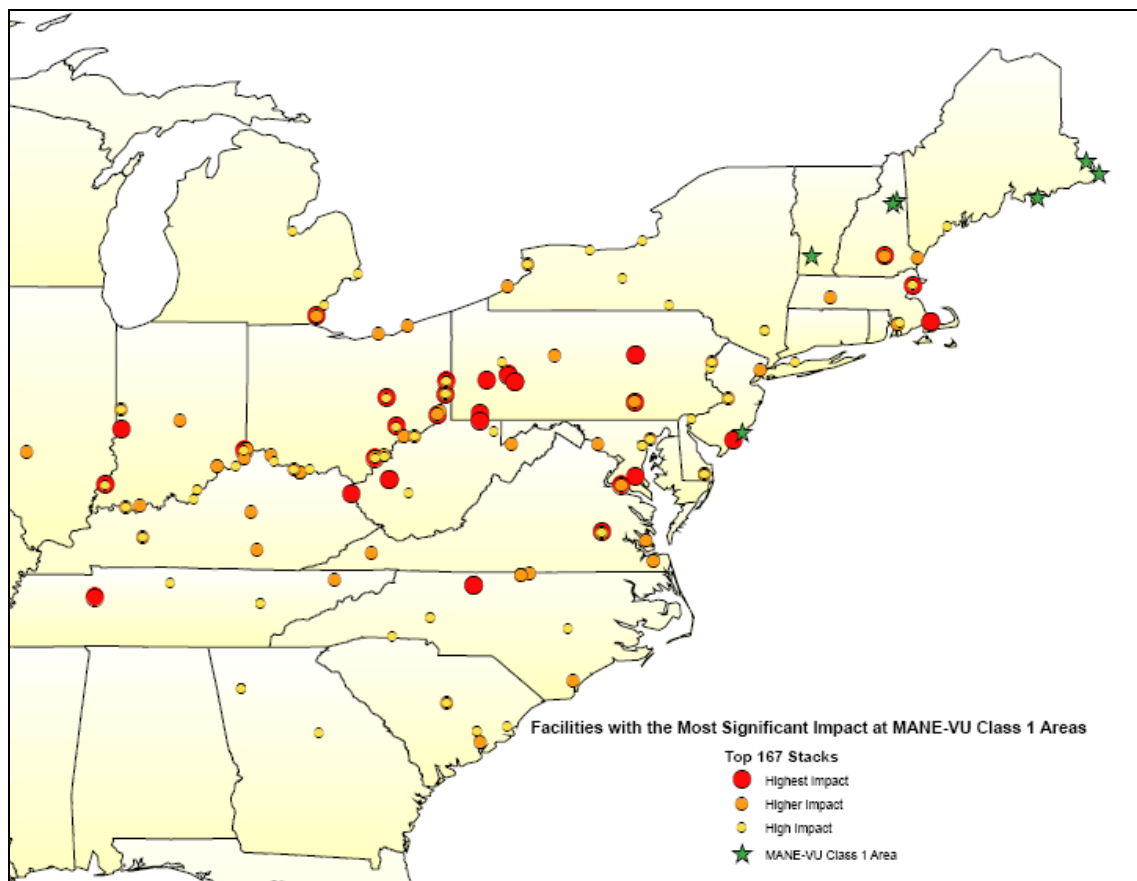 Facilities with the Most Significant Impact at MANE-VU Class 1 Areas
Top 167 Stacks
Highest Impact
Higher Impact
High Impact
MANE-VU Class 1 Area